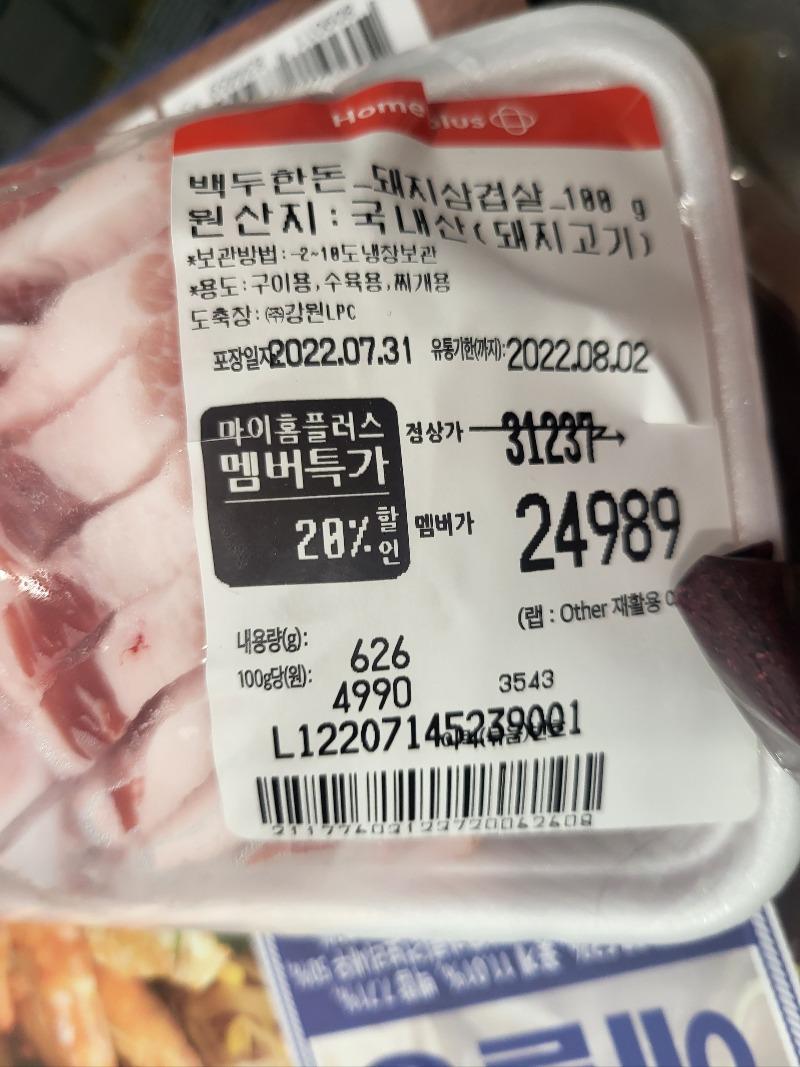 Homeplus
백두한돈_돼지삼겹살_100 g
원산지:국내산(돼지고기)
*보관방법:-2~10도냉장보관
*용도:구이용,수육용,찌개용
도축장:㈜강원LPC
포장일자2022.07.31 유통기한(까지):2022.08.02
마이홈플러스
멤버특가
20% 할인
정상가 31237
멤버가 24989
(랩 : Other 재활용
내용량(g): 626
100g당(원): 4990
3543
L12207145239001